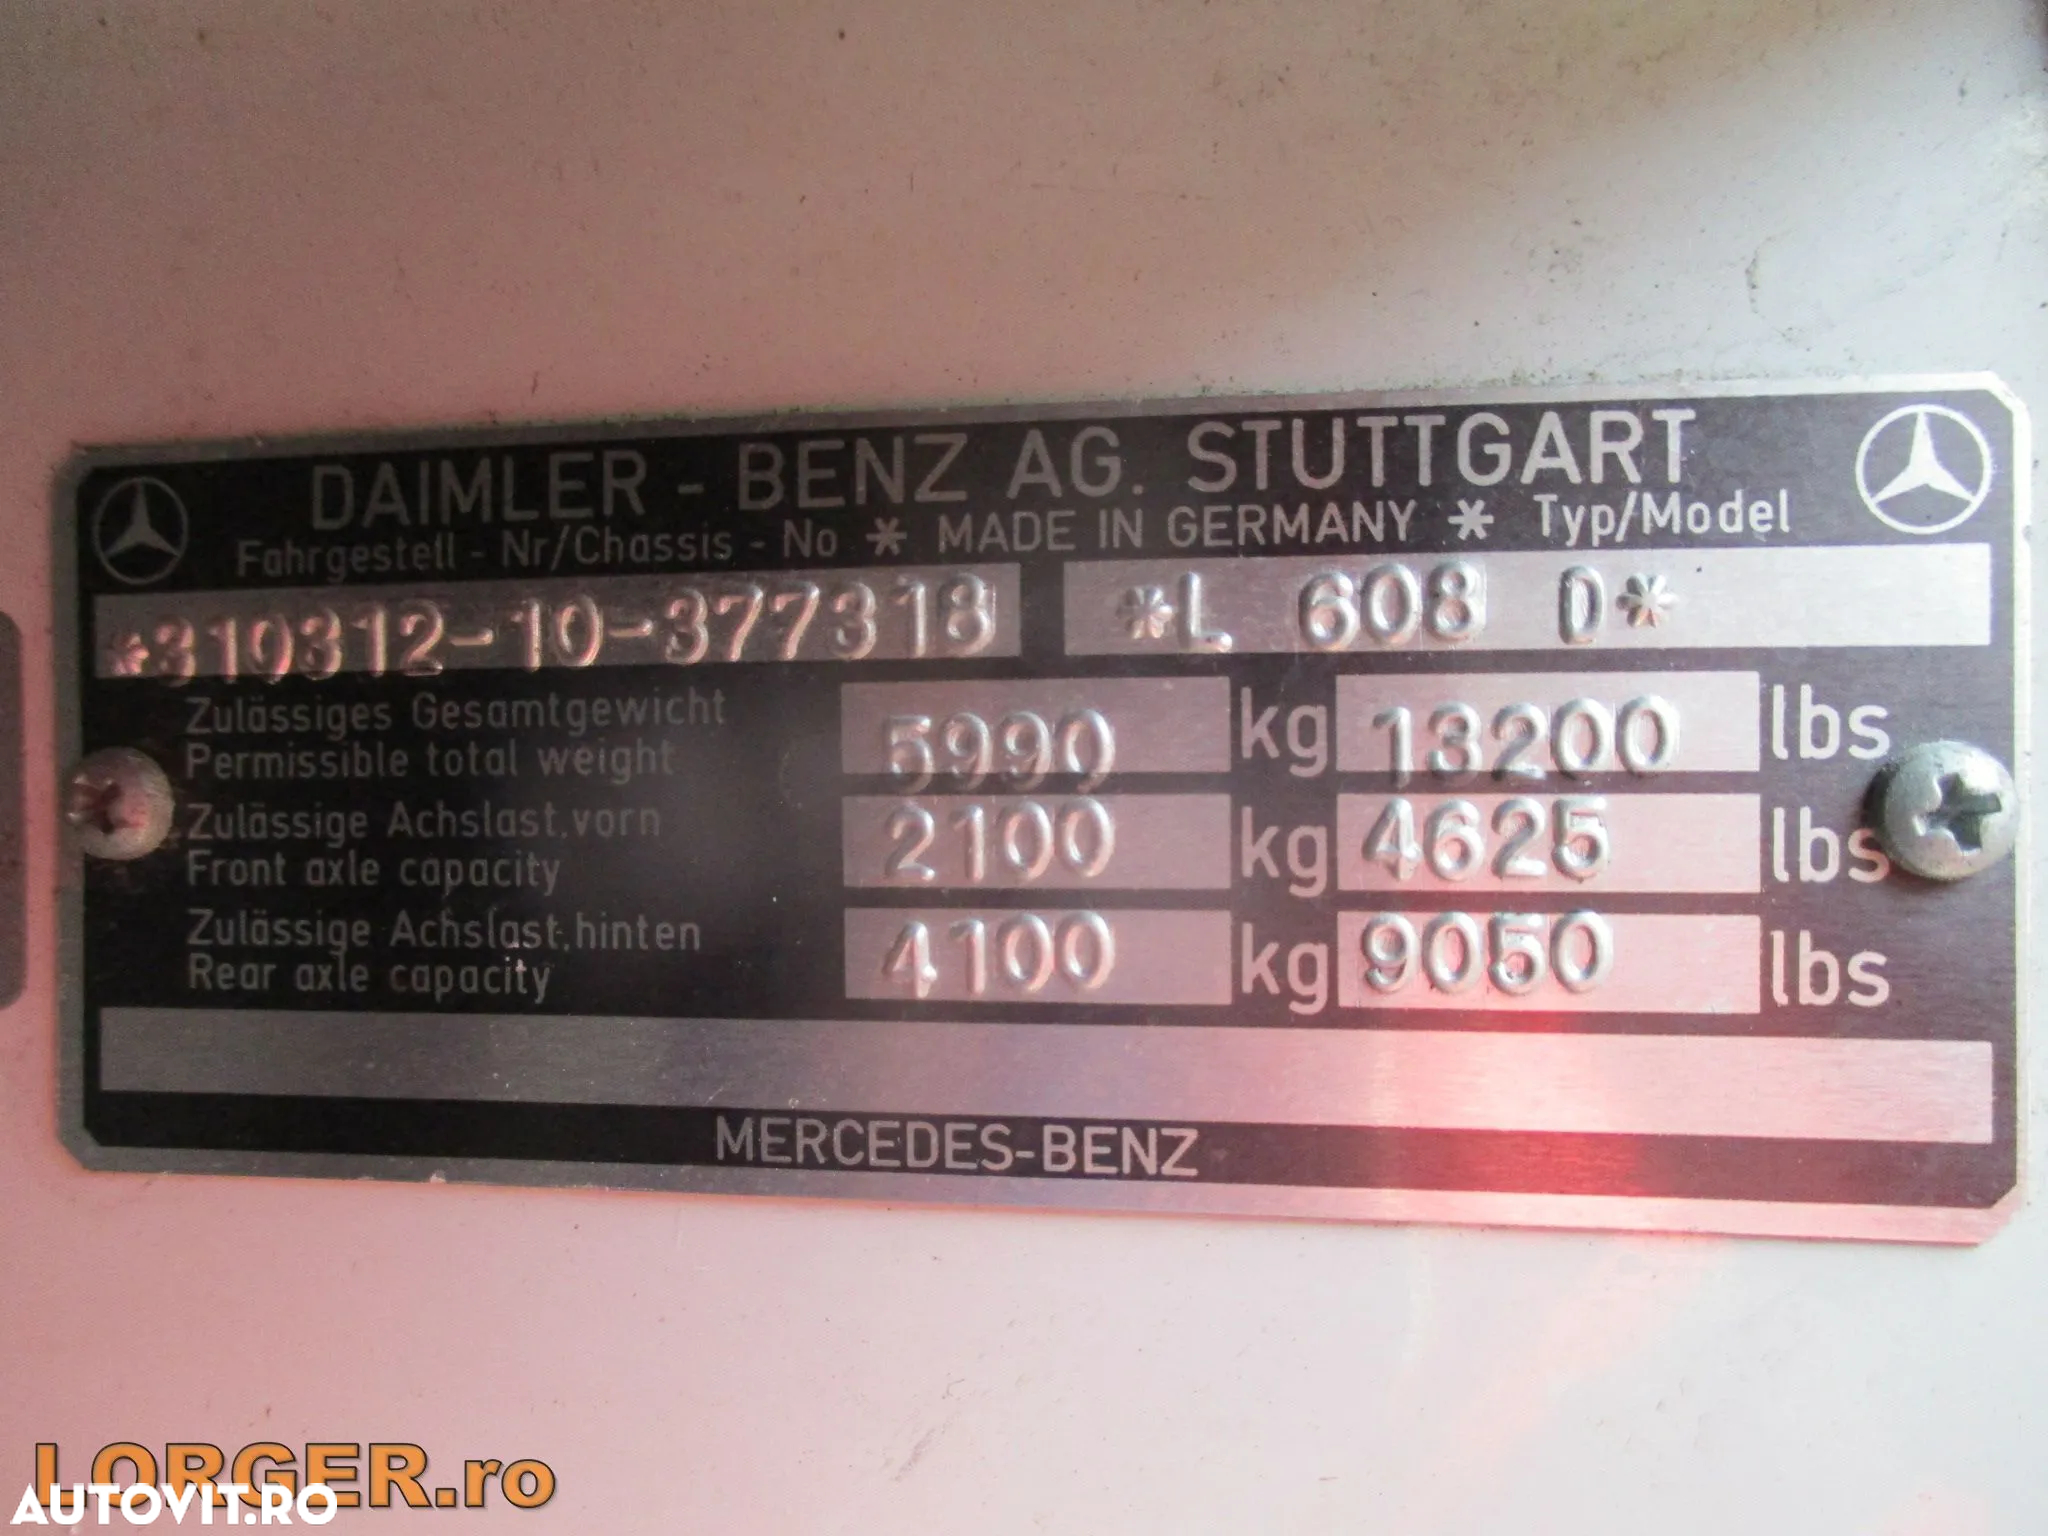 DAIMLER - BENZ AG. STUTTGART
Fahrgestell - Nr/Chassis - No * MADE IN GERMANY * Typ/Model
*310312-10-377318 *L 608 D*
Zulässiges Gesamtgewicht
Permissible total weight
5990 kg 13200 lbs
Zulässige Achslast,vorn
Front axle capacity
2100 kg 4625 lbs
Zulässige Achslast,hinten
Rear axle capacity
4100 kg 9050 lbs
MERCEDES-BENZ
LORGER.ro
AUTOVIT.RO